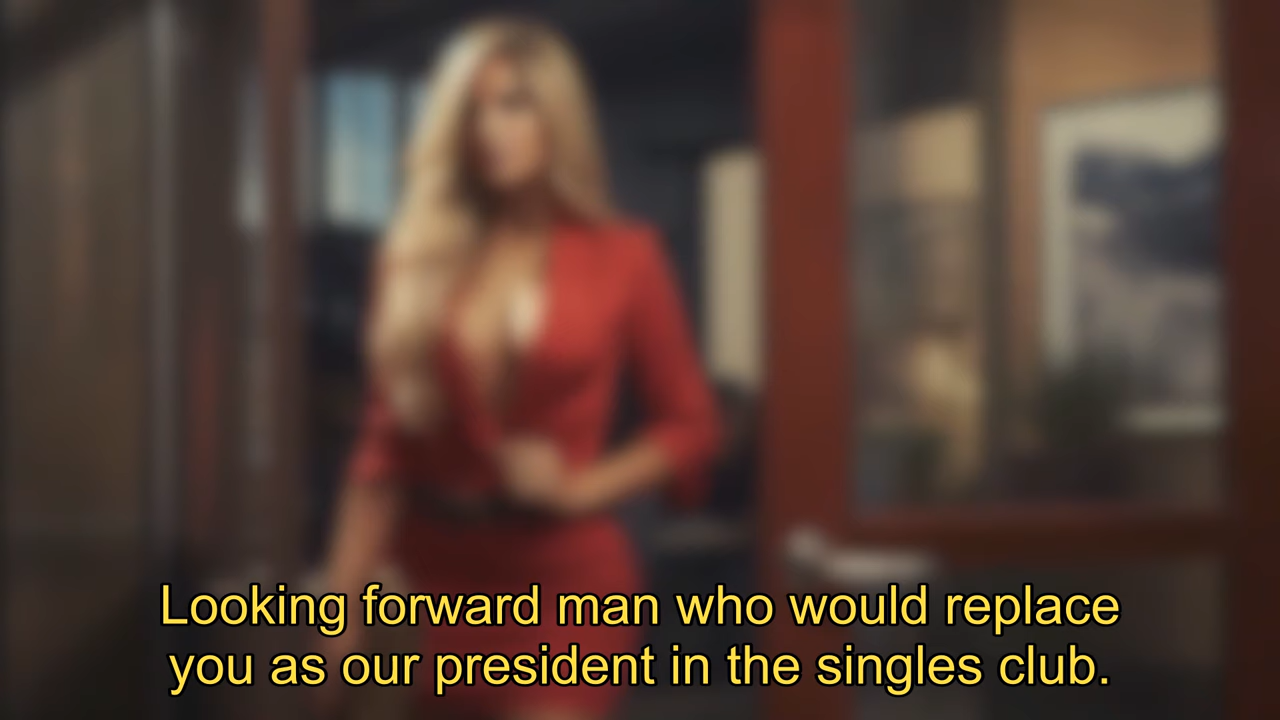 Looking forward man who would replace
you as our president in the singles club.